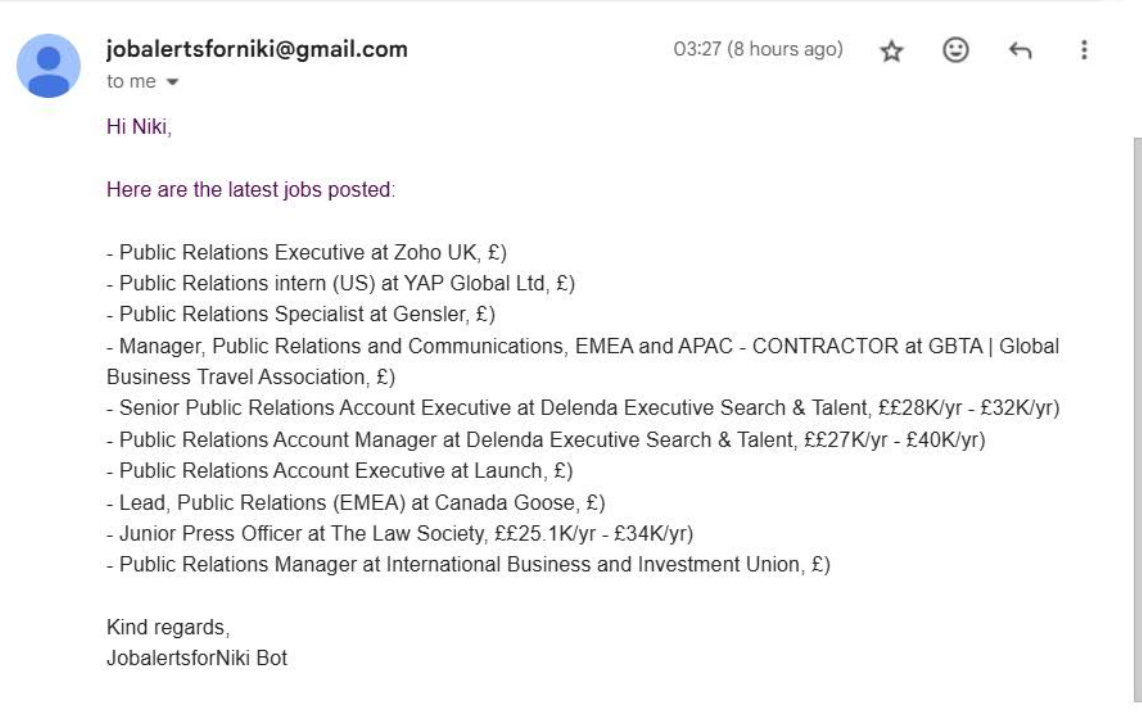 jobalertsforniki@gmail.com 03:27 (8 hours ago)
to me
Hi Niki,
Here are the latest jobs posted:
- Public Relations Executive at Zoho UK, £)
- Public Relations intern (US) at YAP Global Ltd, £)
- Public Relations Specialist at Gensler, £)
- Manager, Public Relations and Communications, EMEA and APAC - CONTRACTOR at GBTA | Global
Business Travel Association, £)
- Senior Public Relations Account Executive at Delenda Executive Search & Talent, ££28K/yr - £32K/yr)
- Public Relations Account Manager at Delenda Executive Search & Talent, ££27K/yr - £40K/yr)
- Public Relations Account Executive at Launch, £)
- Lead, Public Relations (EMEA) at Canada Goose, £)
- Junior Press Officer at The Law Society, ££25.1K/yr - £34K/yr)
- Public Relations Manager at International Business and Investment Union, £)
Kind regards,
JobalertsforNiki Bot